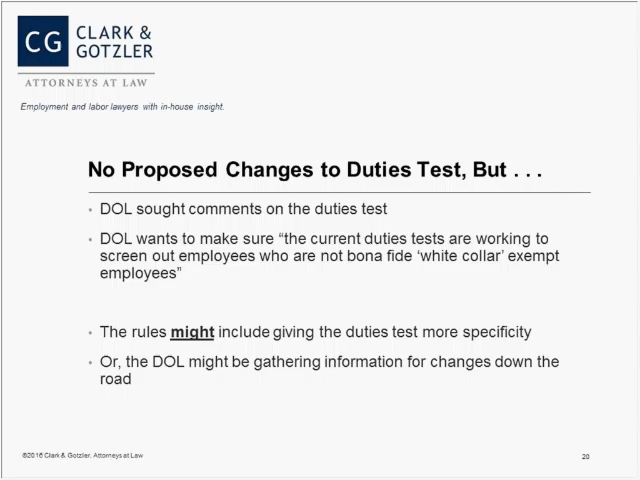 CG
CLARK &
GOTZLER
ATTORNEYS AT LAW
Employment and labor lawyers with in-house insight.
No Proposed Changes to Duties Test, But . . .
• DOL sought comments on the duties test
• DOL wants to make sure “the current duties tests are working to
screen out employees who are not bona fide ‘white collar’ exempt
employees”
• The rules might include giving the duties test more specificity
• Or, the DOL might be gathering information for changes down the
road
©2016 Clark & Gotzler, Attorneys at Law
20